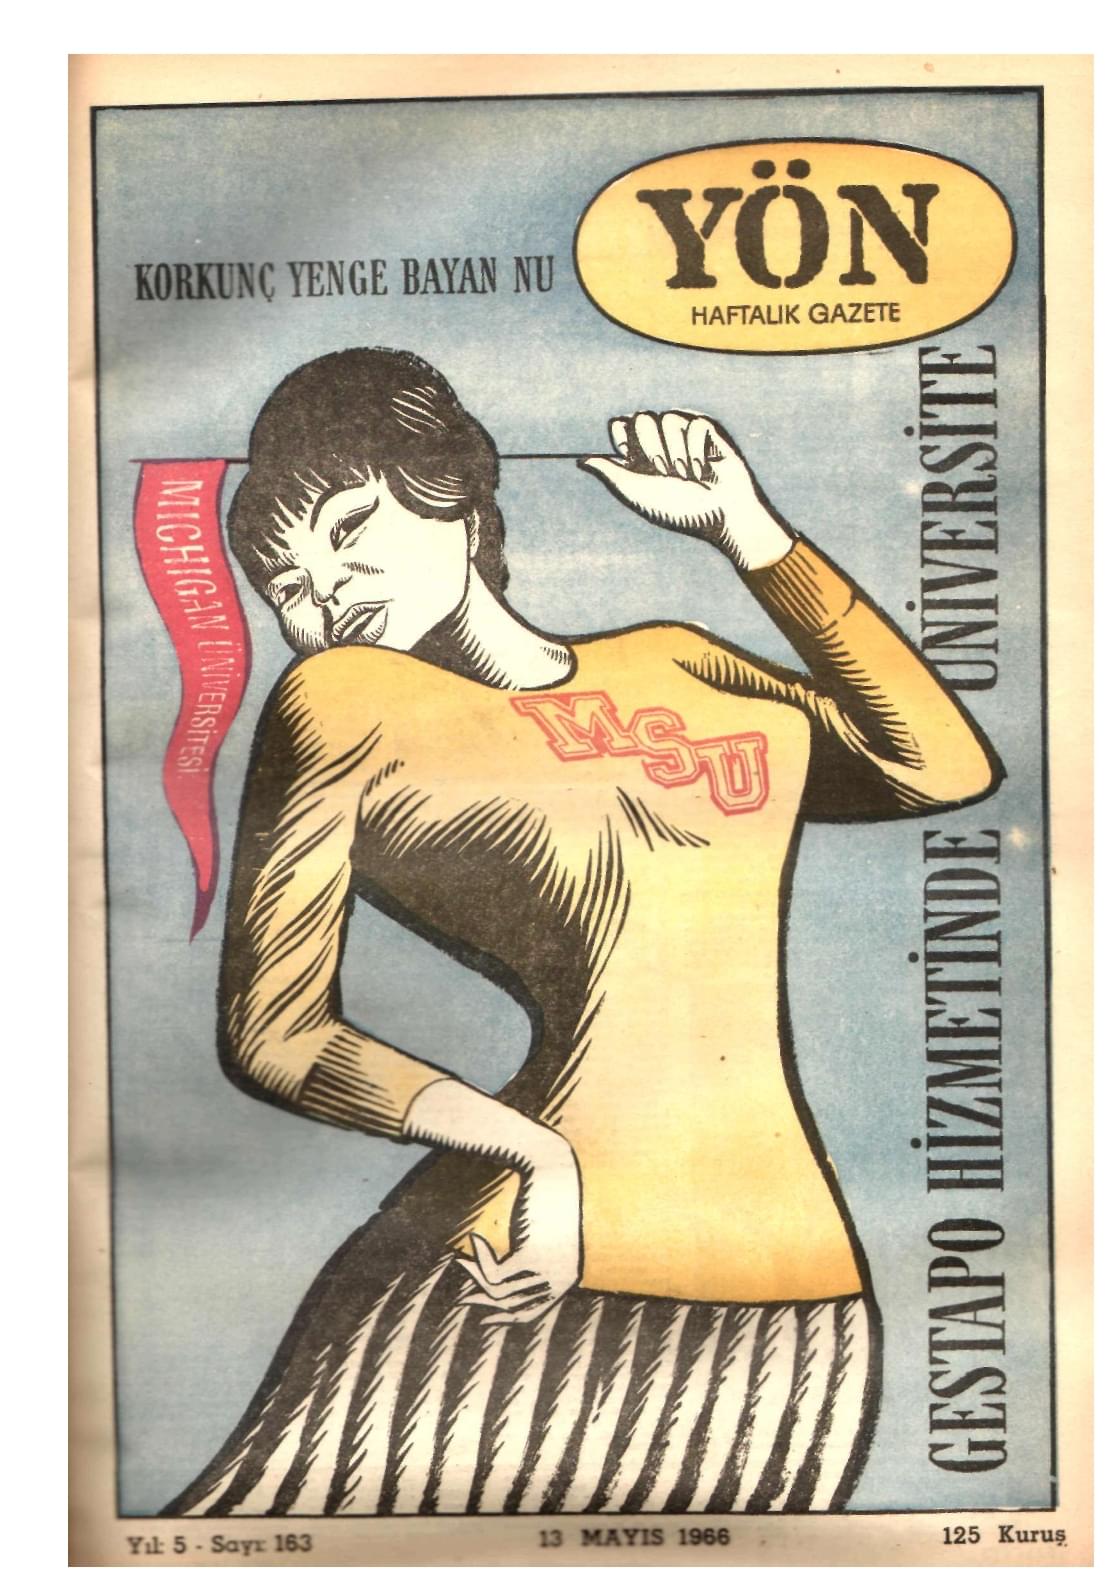 YÖN
HAFTALIK GAZETE
KORKUNÇ YENGE BAYAN NU
GESTAPO HİZMETİNDE ÜNİVERSİTE
MICHIGAN ÜNİVERSİTESİ
MSU
Yıl: 5 - Sayı: 163
13 MAYIS 1966
125 Kuruş